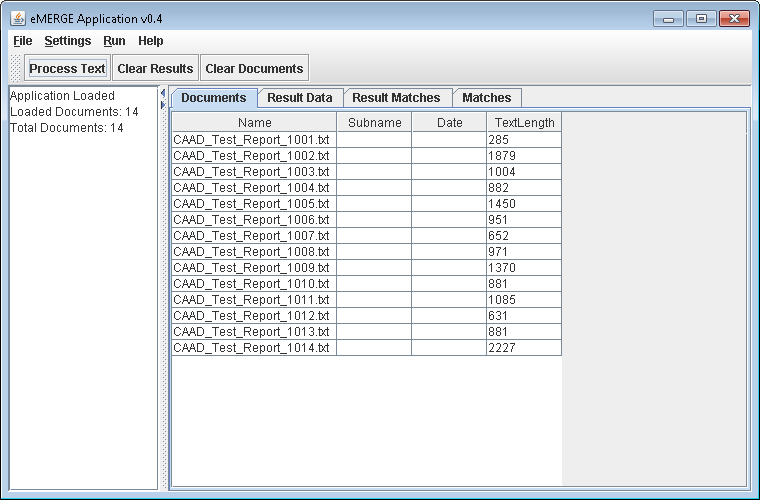 eMERGE Application v0.4
File Settings Run Help
Process Text Clear Results Clear Documents
Application Loaded
Loaded Documents: 14
Total Documents: 14
Documents Result Data Result Matches Matches
Name Subname Date TextLength
CAAD_Test_Report_1001.txt 285
CAAD_Test_Report_1002.txt 1879
CAAD_Test_Report_1003.txt 1004
CAAD_Test_Report_1004.txt 882
CAAD_Test_Report_1005.txt 1450
CAAD_Test_Report_1006.txt 951
CAAD_Test_Report_1007.txt 652
CAAD_Test_Report_1008.txt 971
CAAD_Test_Report_1009.txt 1370
CAAD_Test_Report_1010.txt 881
CAAD_Test_Report_1011.txt 1085
CAAD_Test_Report_1012.txt 631
CAAD_Test_Report_1013.txt 881
CAAD_Test_Report_1014.txt 2227